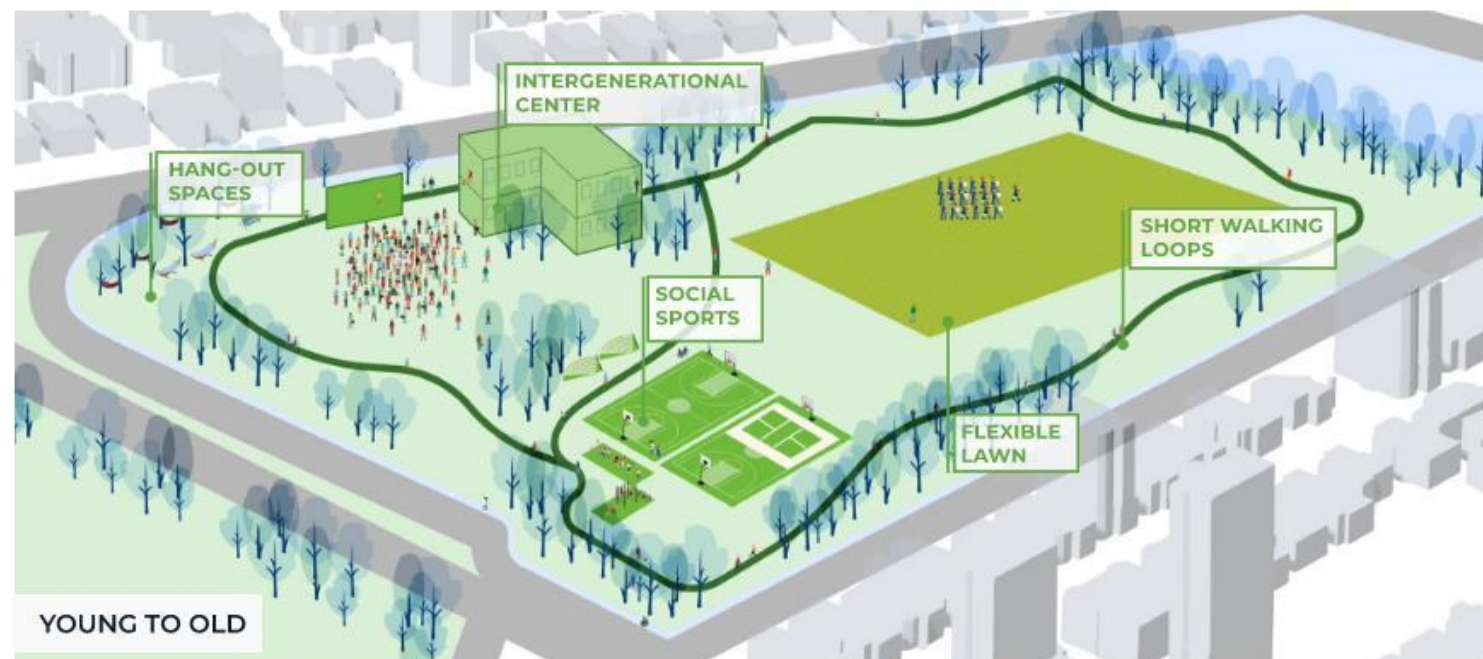 INTERGENERATIONAL
CENTER
HANG-OUT
SPACES
SHORT WALKING
LOOPS
SOCIAL
SPORTS
FLEXIBLE
LAWN
YOUNG TO OLD